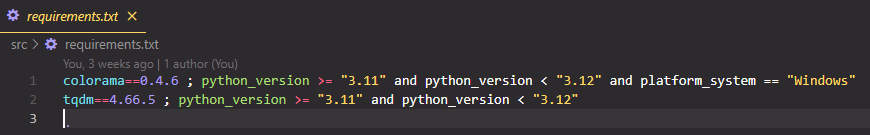 requirements.txt ×
src > requirements.txt
You, 3 weeks ago | 1 author (You)
1 colorama==0.4.6 ; python_version >= "3.11" and python_version < "3.12" and platform_system == "Windows"
2 tqdm==4.66.5 ; python_version >= "3.11" and python_version < "3.12"
3